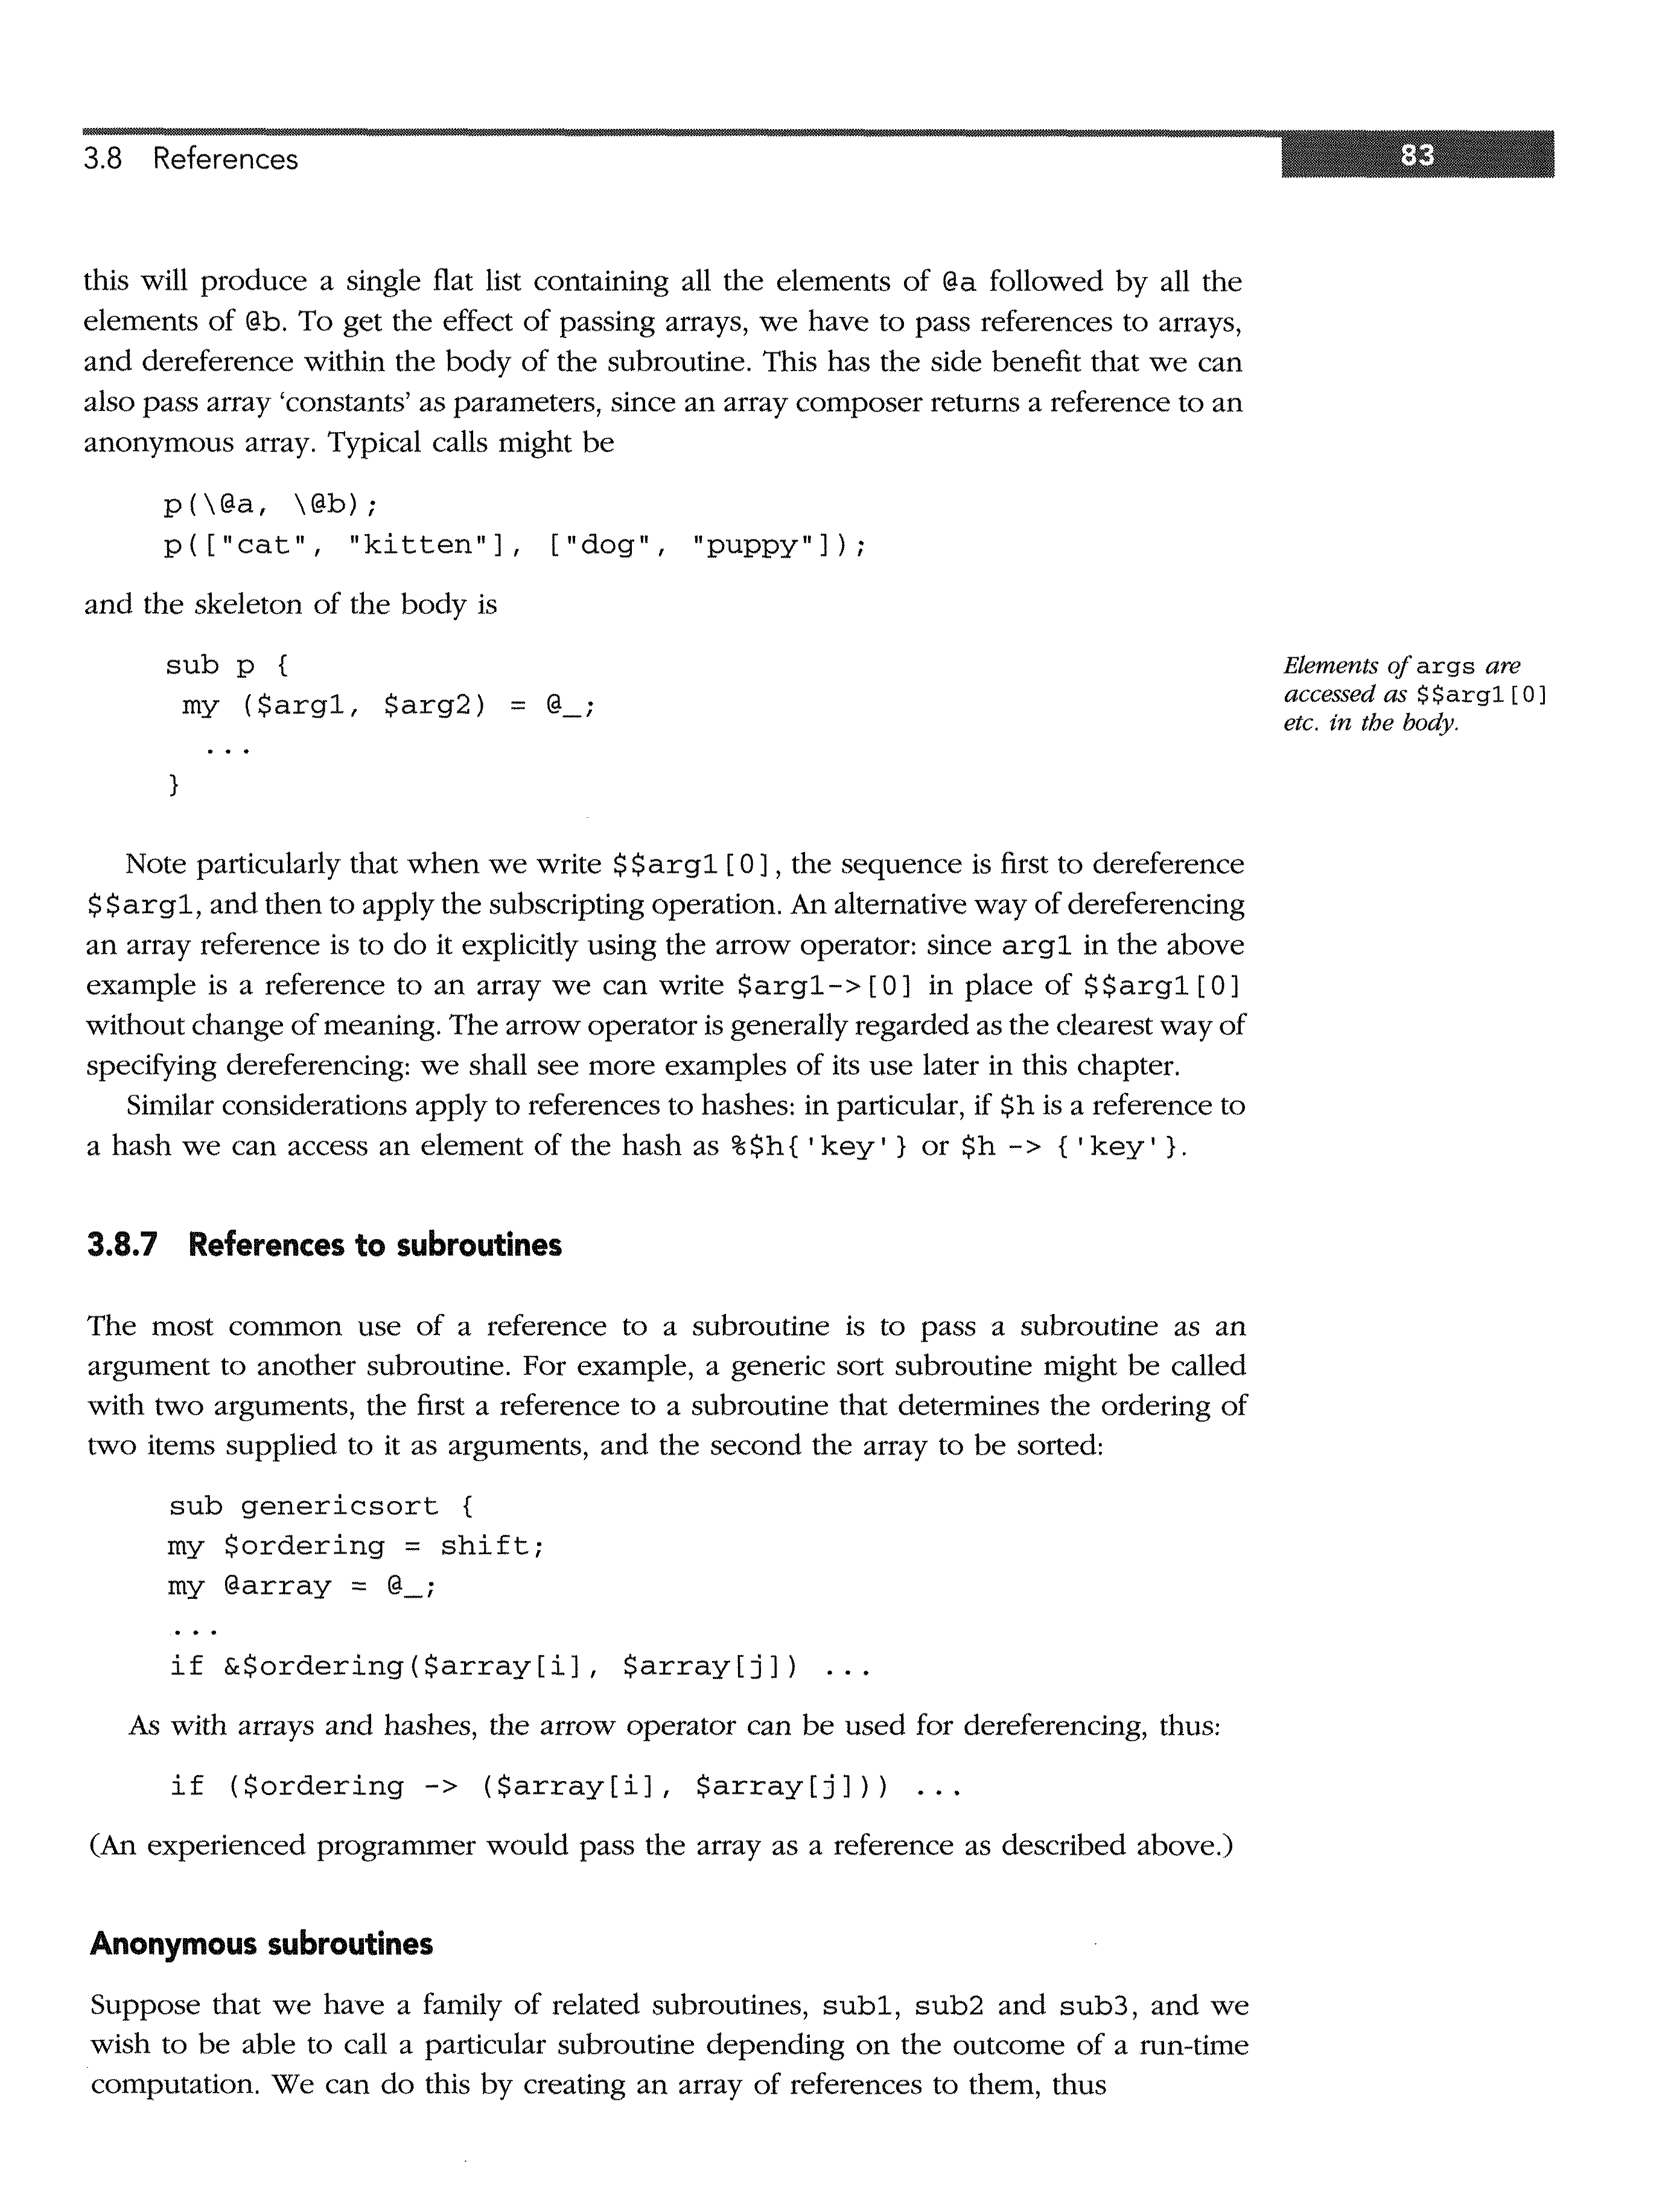 3.8 References
83
this will produce a single flat list containing all the elements of @a followed by all the
elements of @b. To get the effect of passing arrays, we have to pass references to arrays,
and dereference within the body of the subroutine. This has the side benefit that we can
also pass array ‘constants’ as parameters, since an array composer returns a reference to an
anonymous array. Typical calls might be
p(\@a, \@b);
p(["cat", "kitten"], ["dog", "puppy"]);
and the skeleton of the body is
sub p {
my ($arg1, $arg2) = @_;
...
}
Elements of args are
accessed as $$arg1[0]
etc. in the body.
Note particularly that when we write $$arg1[0], the sequence is first to dereference
$$arg1, and then to apply the subscripting operation. An alternative way of dereferencing
an array reference is to do it explicitly using the arrow operator: since arg1 in the above
example is a reference to an array we can write $arg1->[0] in place of $$arg1[0]
without change of meaning. The arrow operator is generally regarded as the clearest way of
specifying dereferencing: we shall see more examples of its use later in this chapter.
Similar considerations apply to references to hashes: in particular, if $h is a reference to
a hash we can access an element of the hash as %$h{'key'} or $h -> {'key'}.
3.8.7 References to subroutines
The most common use of a reference to a subroutine is to pass a subroutine as an
argument to another subroutine. For example, a generic sort subroutine might be called
with two arguments, the first a reference to a subroutine that determines the ordering of
two items supplied to it as arguments, and the second the array to be sorted:
sub genericsort {
my $ordering = shift;
my @array = @_;
...
if &$ordering($array[i], $array[j]) ...
As with arrays and hashes, the arrow operator can be used for dereferencing, thus:
if ($ordering -> ($array[i], $array[j])) ...
(An experienced programmer would pass the array as a reference as described above.)
Anonymous subroutines
Suppose that we have a family of related subroutines, sub1, sub2 and sub3, and we
wish to be able to call a particular subroutine depending on the outcome of a run-time
computation. We can do this by creating an array of references to them, thus